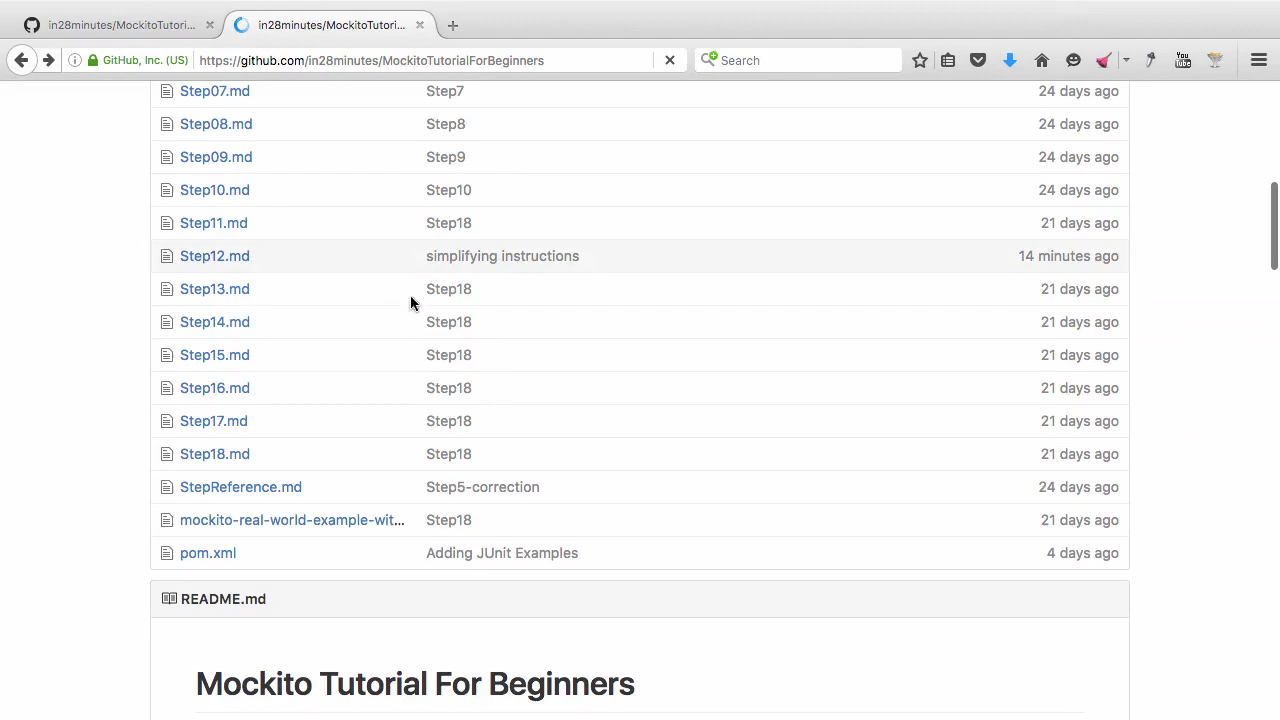 in28minutes/MockitoTutori... in28minutes/MockitoTutori...
GitHub, Inc. (US) https://github.com/in28minutes/MockitoTutorialForBeginners Search You Tube
Step07.md Step7 24 days ago
Step08.md Step8 24 days ago
Step09.md Step9 24 days ago
Step10.md Step10 24 days ago
Step11.md Step18 21 days ago
Step12.md simplifying instructions 14 minutes ago
Step13.md Step18 21 days ago
Step14.md Step18 21 days ago
Step15.md Step18 21 days ago
Step16.md Step18 21 days ago
Step17.md Step18 21 days ago
Step18.md Step18 21 days ago
StepReference.md Step5-correction 24 days ago
mockito-real-world-example-wit... Step18 21 days ago
pom.xml Adding JUnit Examples 4 days ago
README.md
Mockito Tutorial For Beginners